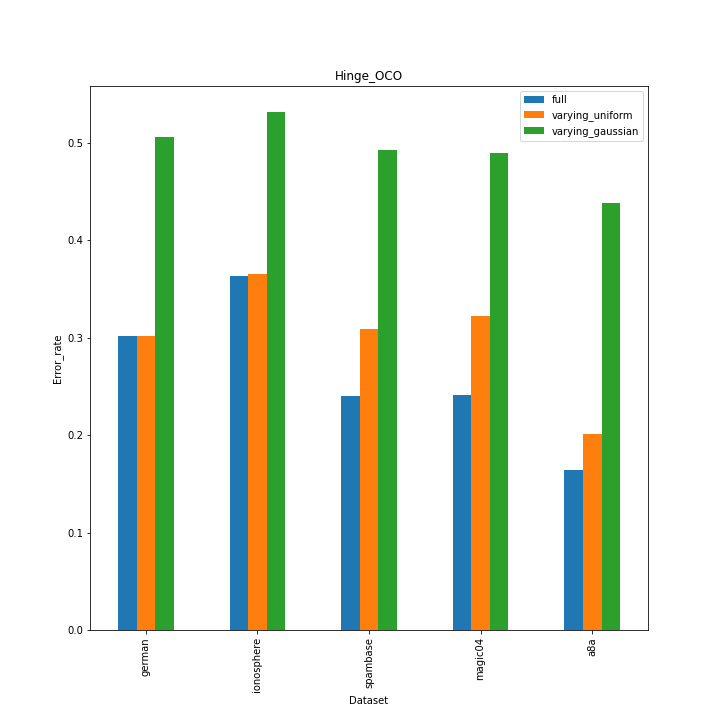 Hinge_OCO
full
varying_uniform
varying_gaussian
Error_rate
0.5
0.4
0.3
0.2
0.1
0.0
german
ionosphere
spambase
magic04
a8a
Dataset